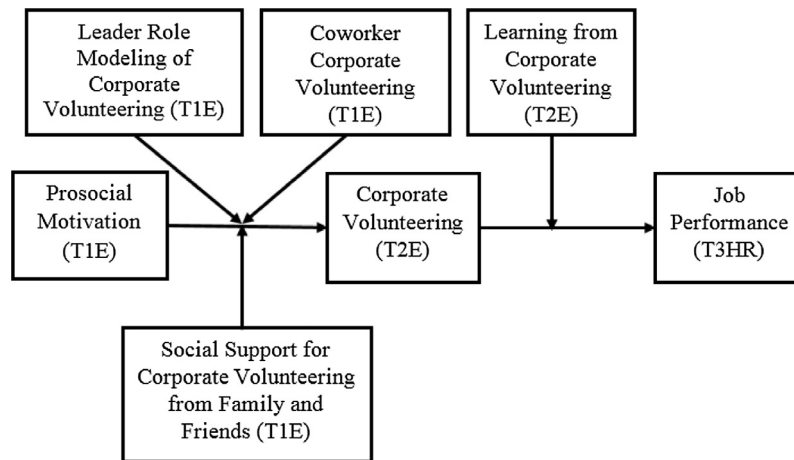 Leader Role
Modeling of
Corporate
Volunteering (T1E)
Coworker
Corporate
Volunteering
(T1E)
Learning from
Corporate
Volunteering
(T2E)
Prosocial
Motivation
(T1E)
Corporate
Volunteering
(T2E)
Job
Performance
(T3HR)
Social Support for
Corporate Volunteering
from Family and
Friends (T1E)